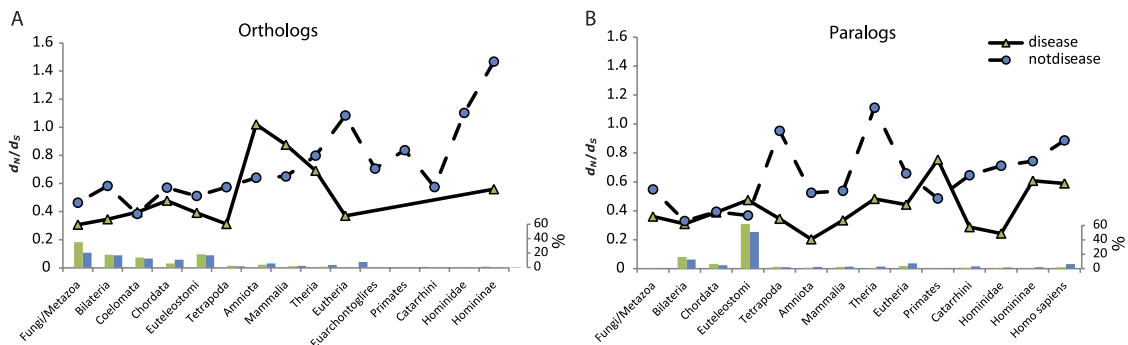 A
Orthologs
dN/dS
1.6
1.4
1.2
1.0
0.8
0.6
0.4
0.2
0
60
40
20
0
%
Fungi/Metazoa
Bilateria
Coelomata
Chordata
Euteleostomi
Tetrapoda
Amniota
Mammalia
Theria
Eutheria
Euarchontoglires
Primates
Catarrhini
Hominidae
Homininae
B
Paralogs
disease
notdisease
dN/dS
1.6
1.4
1.2
1.0
0.8
0.6
0.4
0.2
0
60
40
20
0
%
Fungi/Metazoa
Bilateria
Chordata
Euteleostomi
Tetrapoda
Amniota
Mammalia
Theria
Eutheria
Primates
Catarrhini
Hominidae
Homininae
Homo sapiens